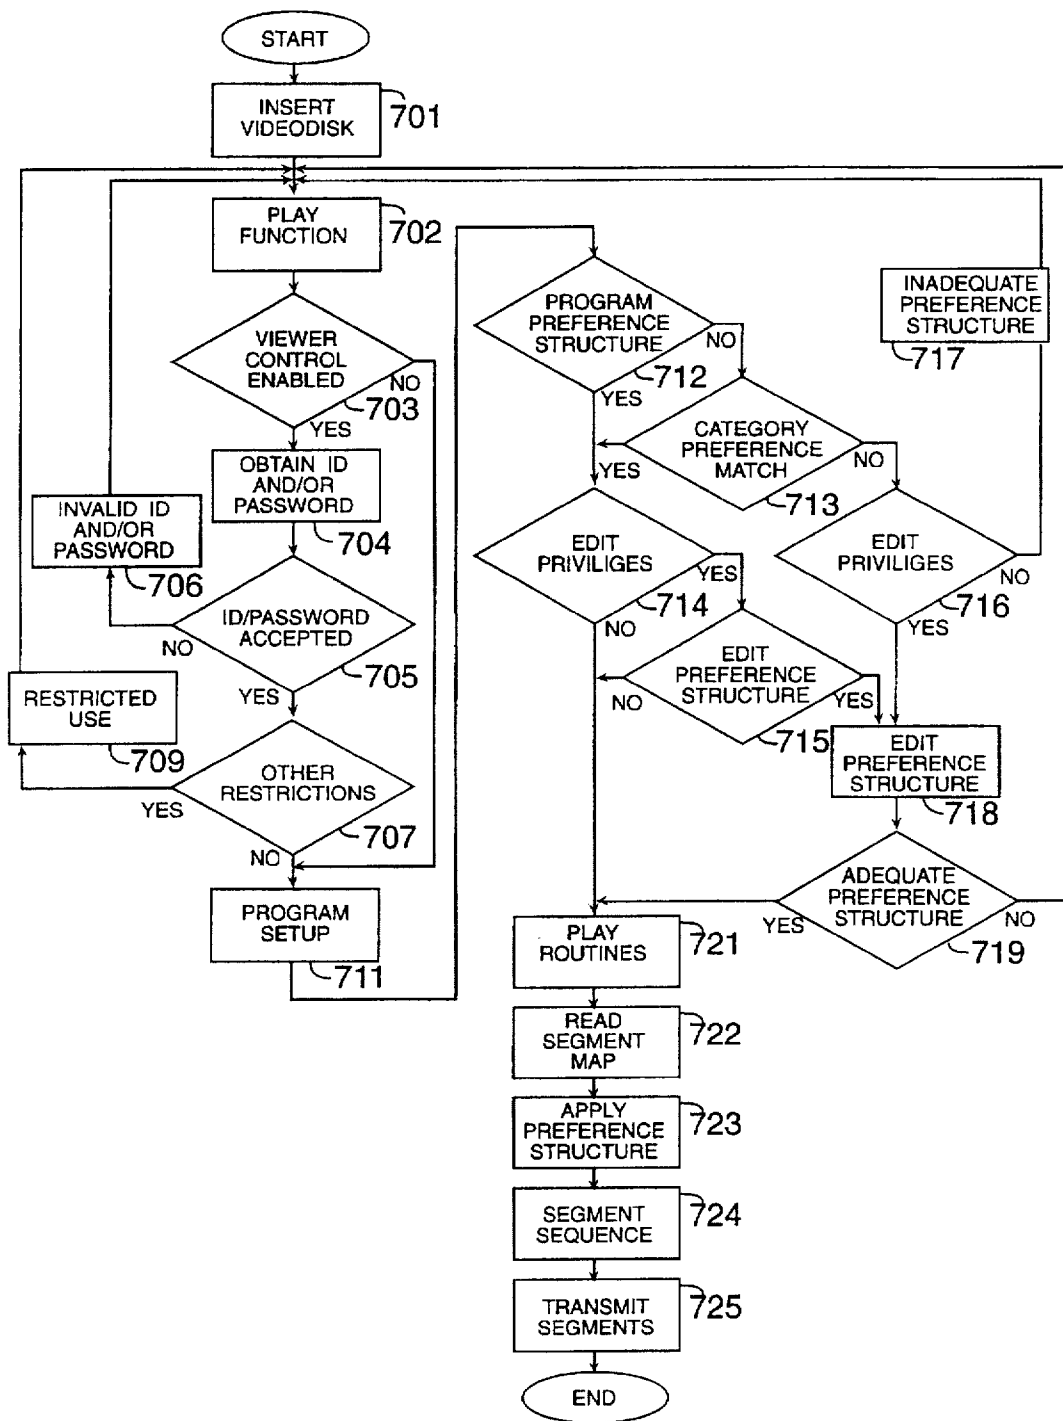 START
INSERT
VIDEODISK
701
PLAY
FUNCTION
702
VIEWER
CONTROL
ENABLED
NO
703
YES
OBTAIN ID
AND/OR
PASSWORD
704
INVALID ID
AND/OR
PASSWORD
706
ID/PASSWORD
ACCEPTED
NO
705
YES
RESTRICTED
USE
709
OTHER
RESTRICTIONS
YES
707
NO
PROGRAM
SETUP
711
PROGRAM
PREFERENCE
STRUCTURE
NO
712
YES
CATEGORY
PREFERENCE
MATCH
YES
NO
713
INADEQUATE
PREFERENCE
STRUCTURE
717
EDIT
PRIVILIGES
YES
714
NO
EDIT
PRIVILIGES
NO
716
YES
EDIT
PREFERENCE
STRUCTURE
NO
YES
715
EDIT
PREFERENCE
STRUCTURE
718
ADEQUATE
PREFERENCE
STRUCTURE
YES
NO
719
PLAY
ROUTINES
721
READ
SEGMENT
MAP
722
APPLY
PREFERENCE
STRUCTURE
723
SEGMENT
SEQUENCE
724
TRANSMIT
SEGMENTS
725
END